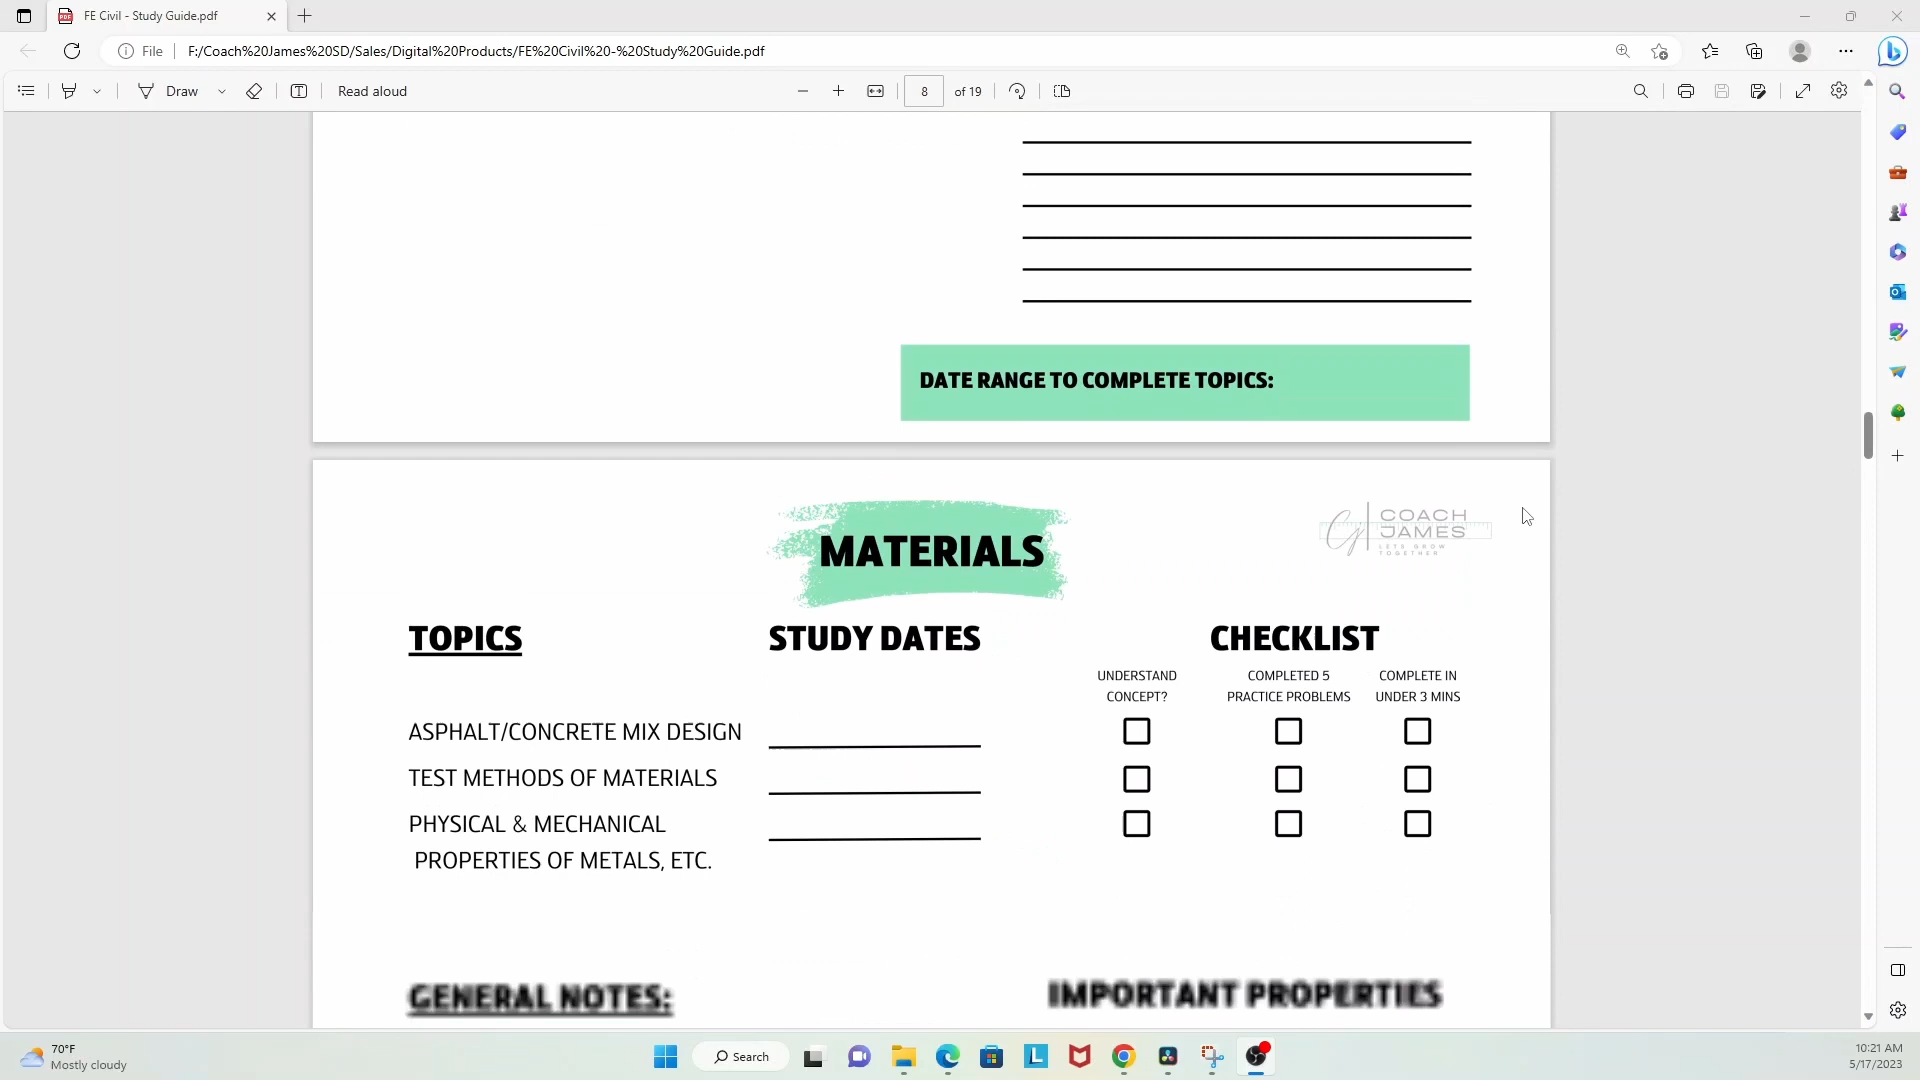 FE Civil - Study Guide.pdf
File
F:/Coach%20James%20SD/Sales/Digital%20Products/FE%20Civil%20-%20Study%20Guide.pdf
Draw
Read aloud
8 of 19
DATE RANGE TO COMPLETE TOPICS:
MATERIALS
COACH
JAMES
LETS GROW
TOGETHER
TOPICS
STUDY DATES
CHECKLIST
UNDERSTAND
CONCEPT?
COMPLETED 5
PRACTICE PROBLEMS
COMPLETE IN
UNDER 3 MINS
ASPHALT/CONCRETE MIX DESIGN
TEST METHODS OF MATERIALS
PHYSICAL & MECHANICAL
PROPERTIES OF METALS, ETC.
GENERAL NOTES:
IMPORTANT PROPERTIES
70°F
Mostly cloudy
Search
10:21 AM
5/17/2023